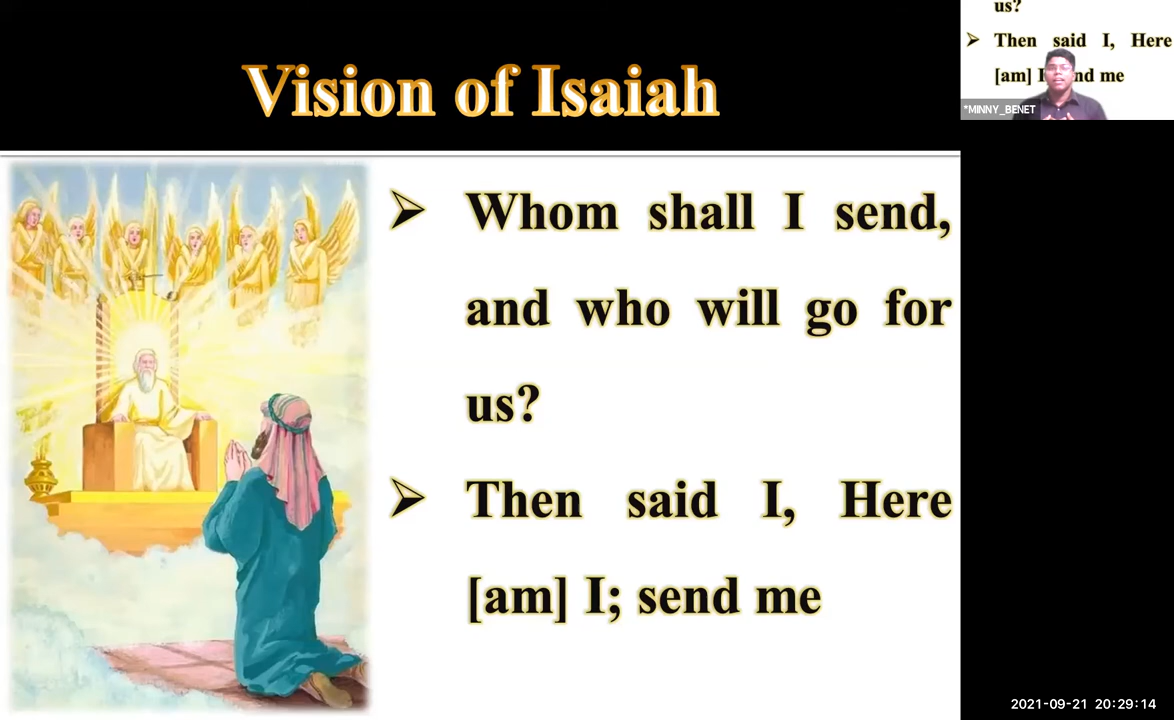 Vision of Isaiah
➢ Whom shall I send,
and who will go for
us?
➢ Then said I, Here
[am] I; send me
us?
➢ Then said I, Here
[am] I nd me
*MINNY_BENET
2021-09-21 20:29:14